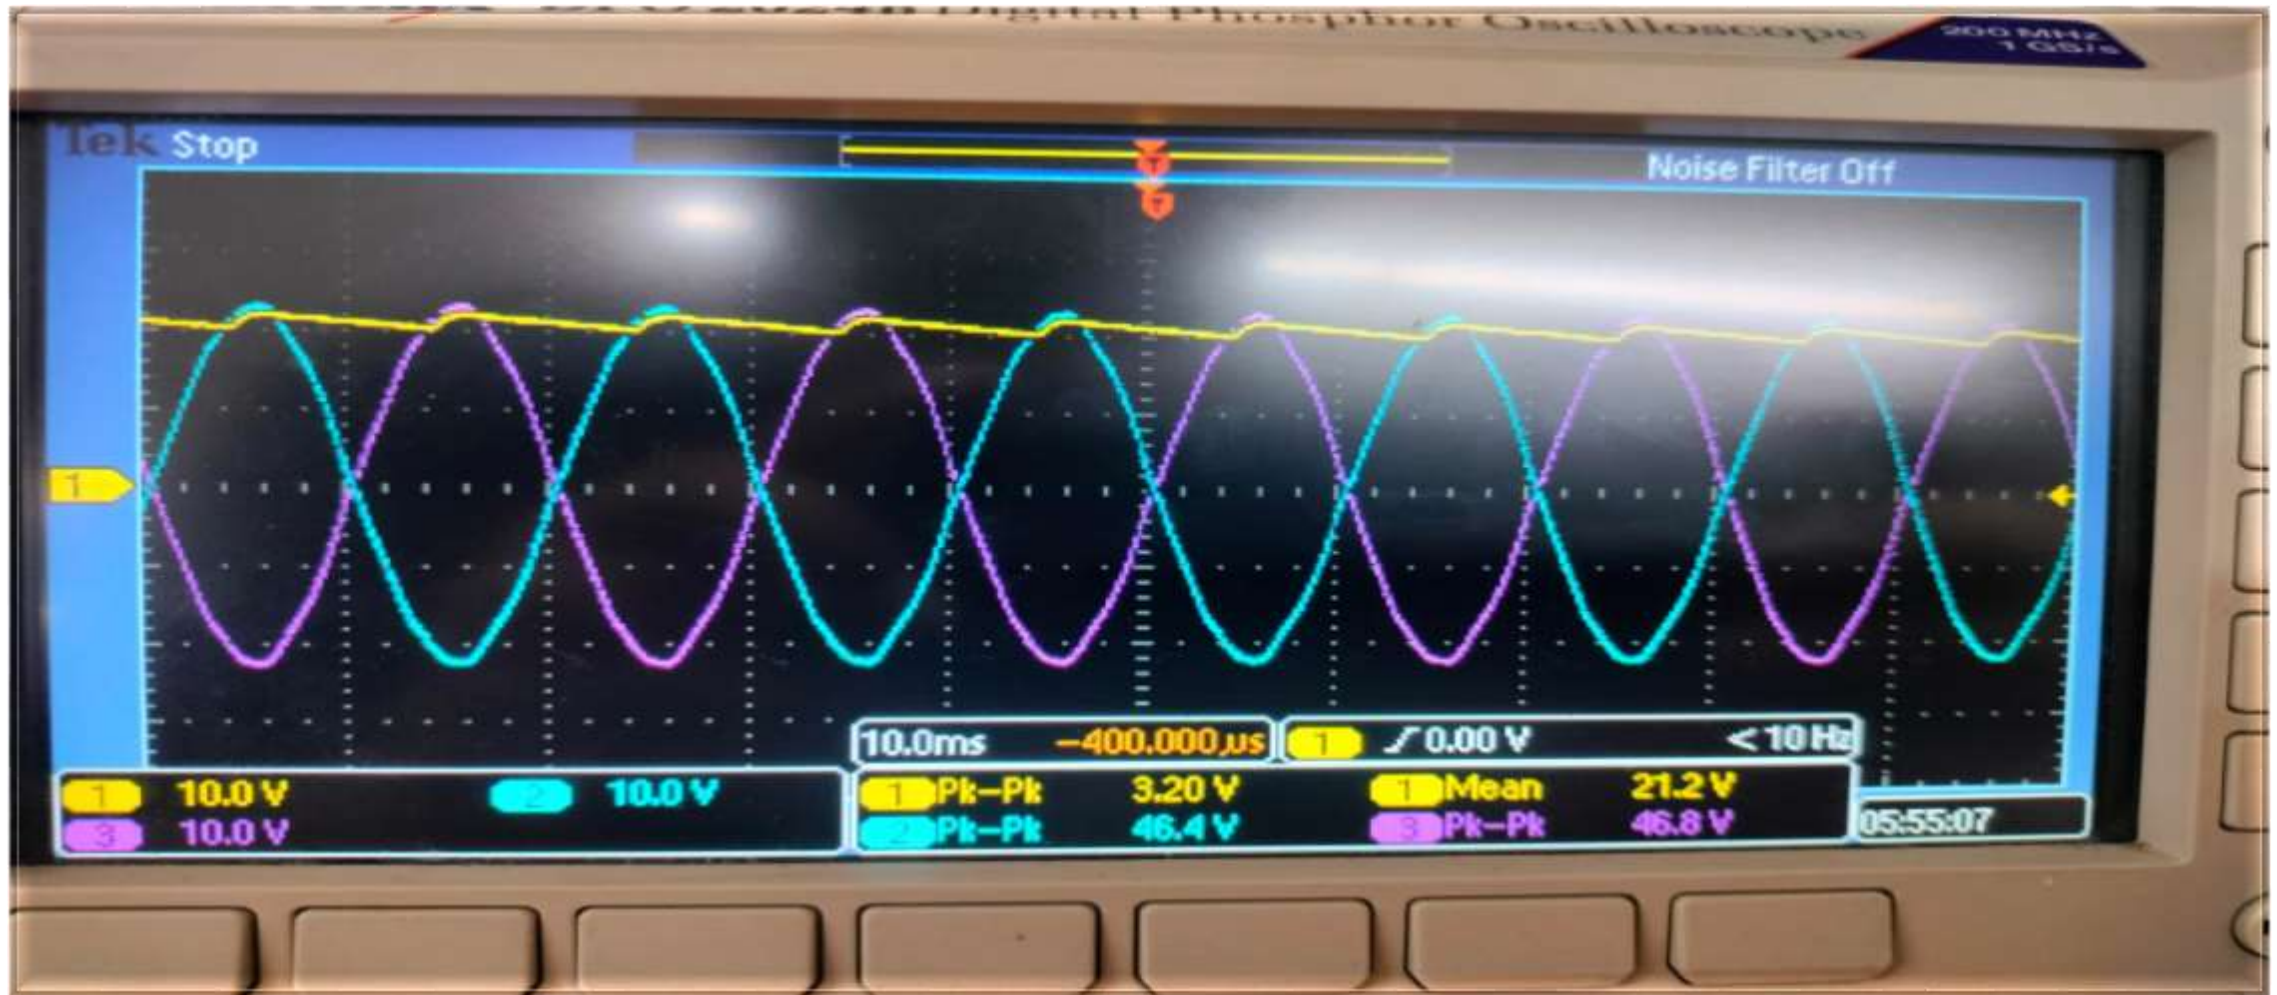 Digital Phosphor Oscilloscope
200 MHz
1 GS/s
Tek Stop
T
Noise Filter Off
T
1
10.0ms -400.000µs
1 0.00 V <10 Hz
1 10.0 V 2 10.0 V
3 10.0 V
1 Pk-Pk 3.20 V 1 Mean 21.2 V
2 Pk-Pk 46.4 V 3 Pk-Pk 46.8 V
05:55:07